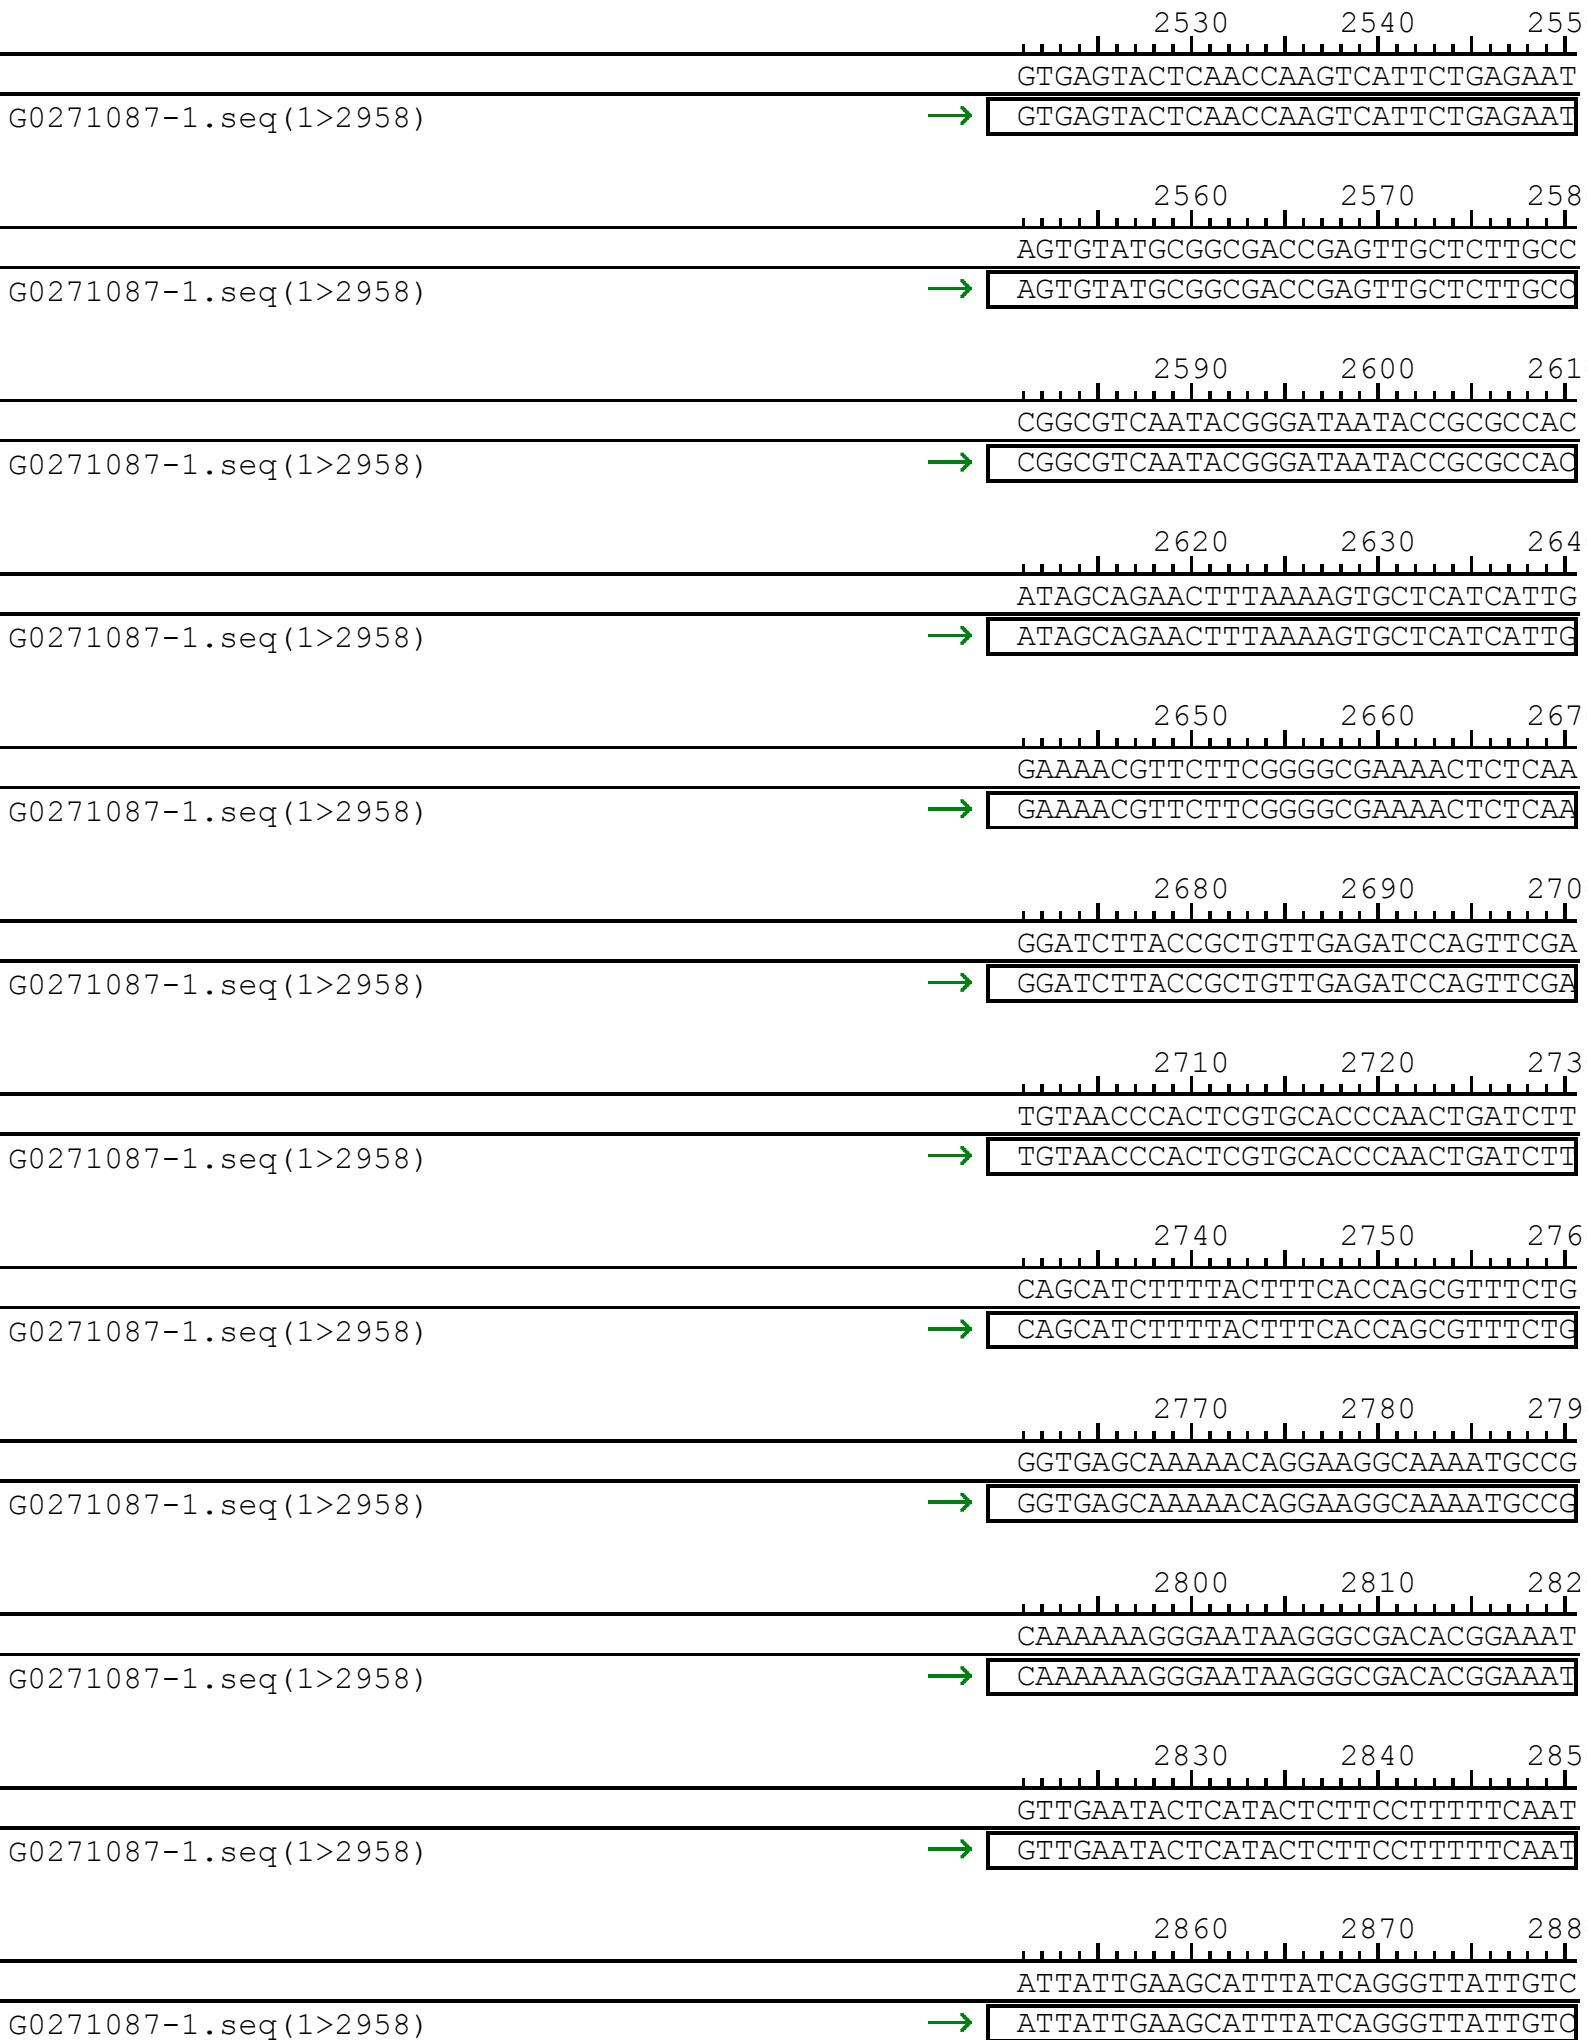 2530 2540 255
GTGAGTACTCAACCAAGTCATTCTGAGAAT
G0271087-1.seq(1>2958) → GTGAGTACTCAACCAAGTCATTCTGAGAAT
2560 2570 258
AGTGTATGCGGCGACCGAGTTGCTCTTGCC
G0271087-1.seq(1>2958) → AGTGTATGCGGCGACCGAGTTGCTCTTGCC
2590 2600 261
CGGCGTCAATACGGGATAATACCGCGCCAC
G0271087-1.seq(1>2958) → CGGCGTCAATACGGGATAATACCGCGCCAC
2620 2630 264
ATAGCAGAACTTTAAAAGTGCTCATCATTG
G0271087-1.seq(1>2958) → ATAGCAGAACTTTAAAAGTGCTCATCATTG
2650 2660 267
GAAAACGTTCTTCGGGGCGAAAACTCTCAA
G0271087-1.seq(1>2958) → GAAAACGTTCTTCGGGGCGAAAACTCTCAA
2680 2690 270
GGATCTTACCGCTGTTGAGATCCAGTTCGA
G0271087-1.seq(1>2958) → GGATCTTACCGCTGTTGAGATCCAGTTCGA
2710 2720 273
TGTAACCCACTCGTGCACCCAACTGATCTT
G0271087-1.seq(1>2958) → TGTAACCCACTCGTGCACCCAACTGATCTT
2740 2750 276
CAGCATCTTTTACTTTCACCAGCGTTTCTG
G0271087-1.seq(1>2958) → CAGCATCTTTTACTTTCACCAGCGTTTCTG
2770 2780 279
GGTGAGCAAAAACAGGAAGGCAAAATGCCG
G0271087-1.seq(1>2958) → GGTGAGCAAAAACAGGAAGGCAAAATGCCG
2800 2810 282
CAAAAAAGGGAATAAGGGCGACACGGAAAT
G0271087-1.seq(1>2958) → CAAAAAAGGGAATAAGGGCGACACGGAAAT
2830 2840 285
GTTGAATACTCATACTCTTCCTTTTTCAAT
G0271087-1.seq(1>2958) → GTTGAATACTCATACTCTTCCTTTTTCAAT
2860 2870 288
ATTATTGAAGCATTTATCAGGGTTATTGTC
G0271087-1.seq(1>2958) → ATTATTGAAGCATTTATCAGGGTTATTGTC